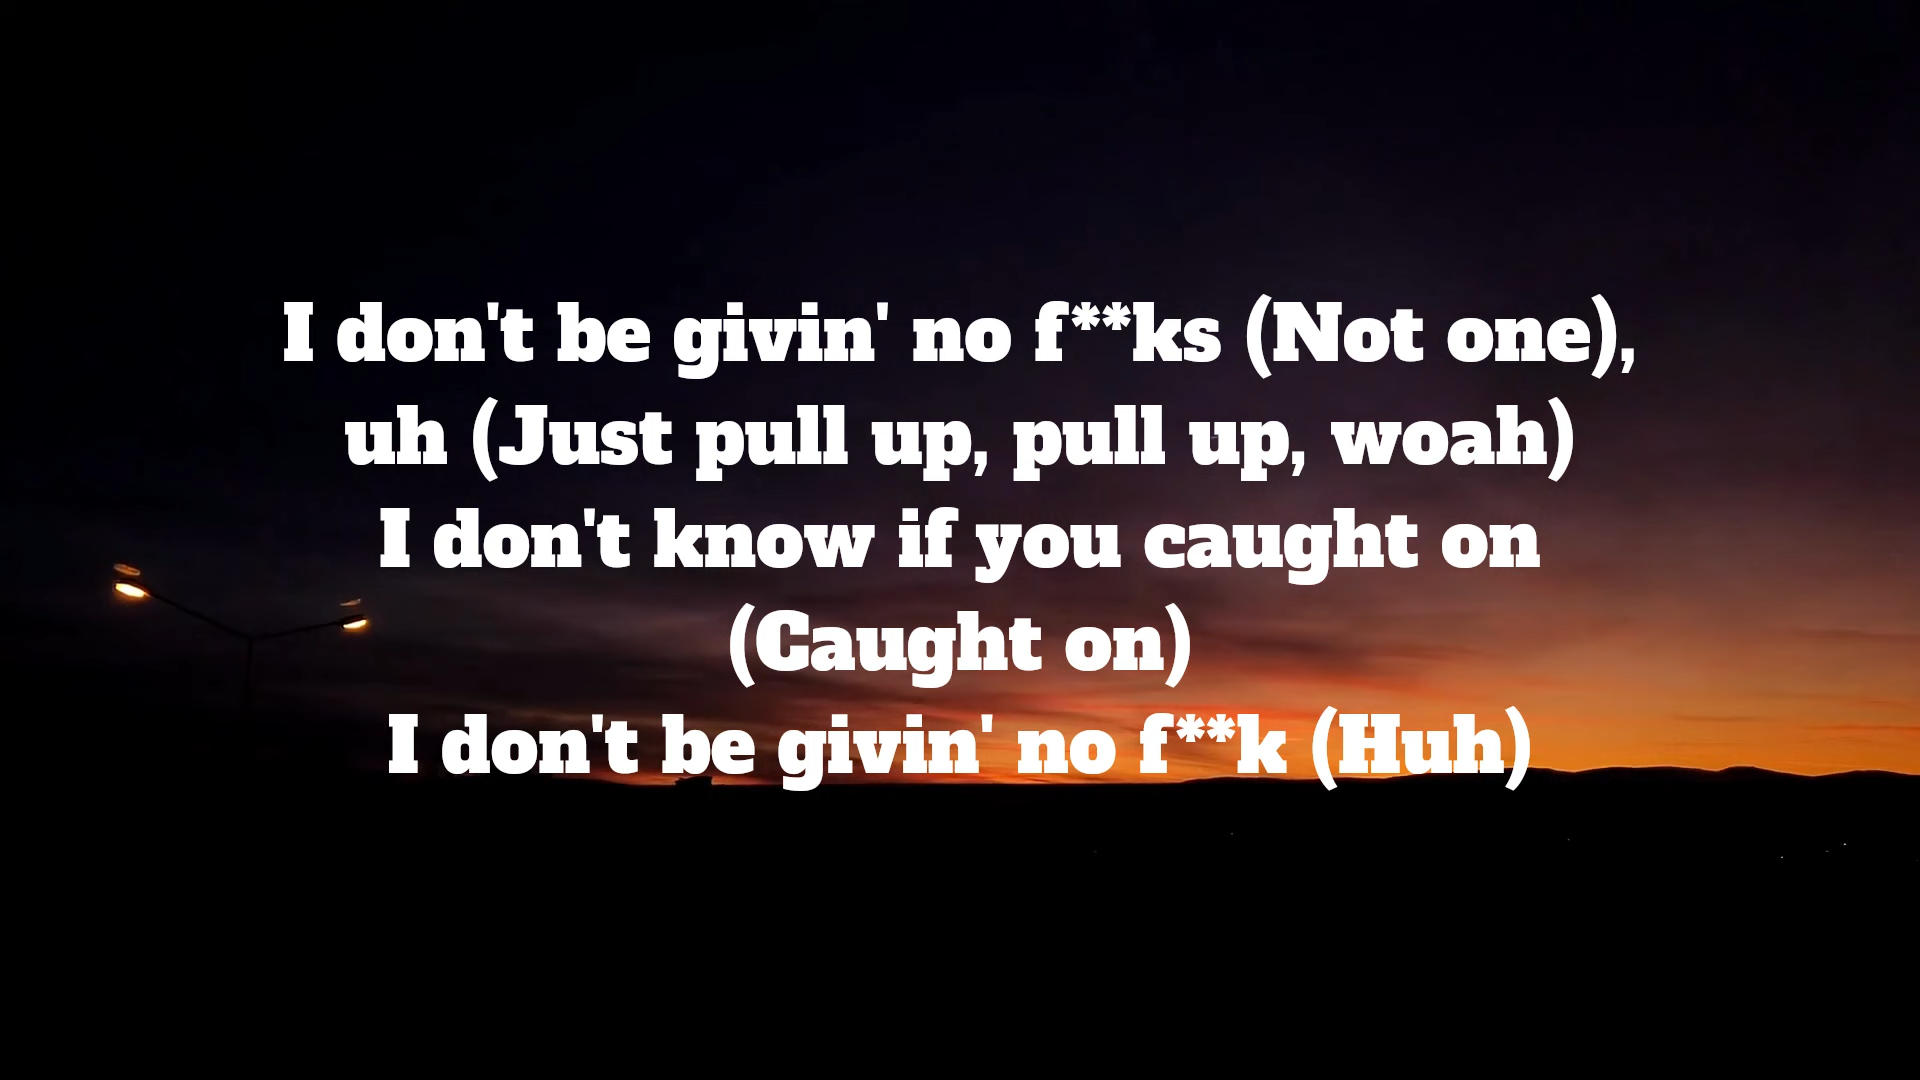 I don't be givin' no f**ks (Not one),
uh (Just pull up, pull up, woah)
I don't know if you caught on
(Caught on)
I don't be givin' no f**k (Huh)